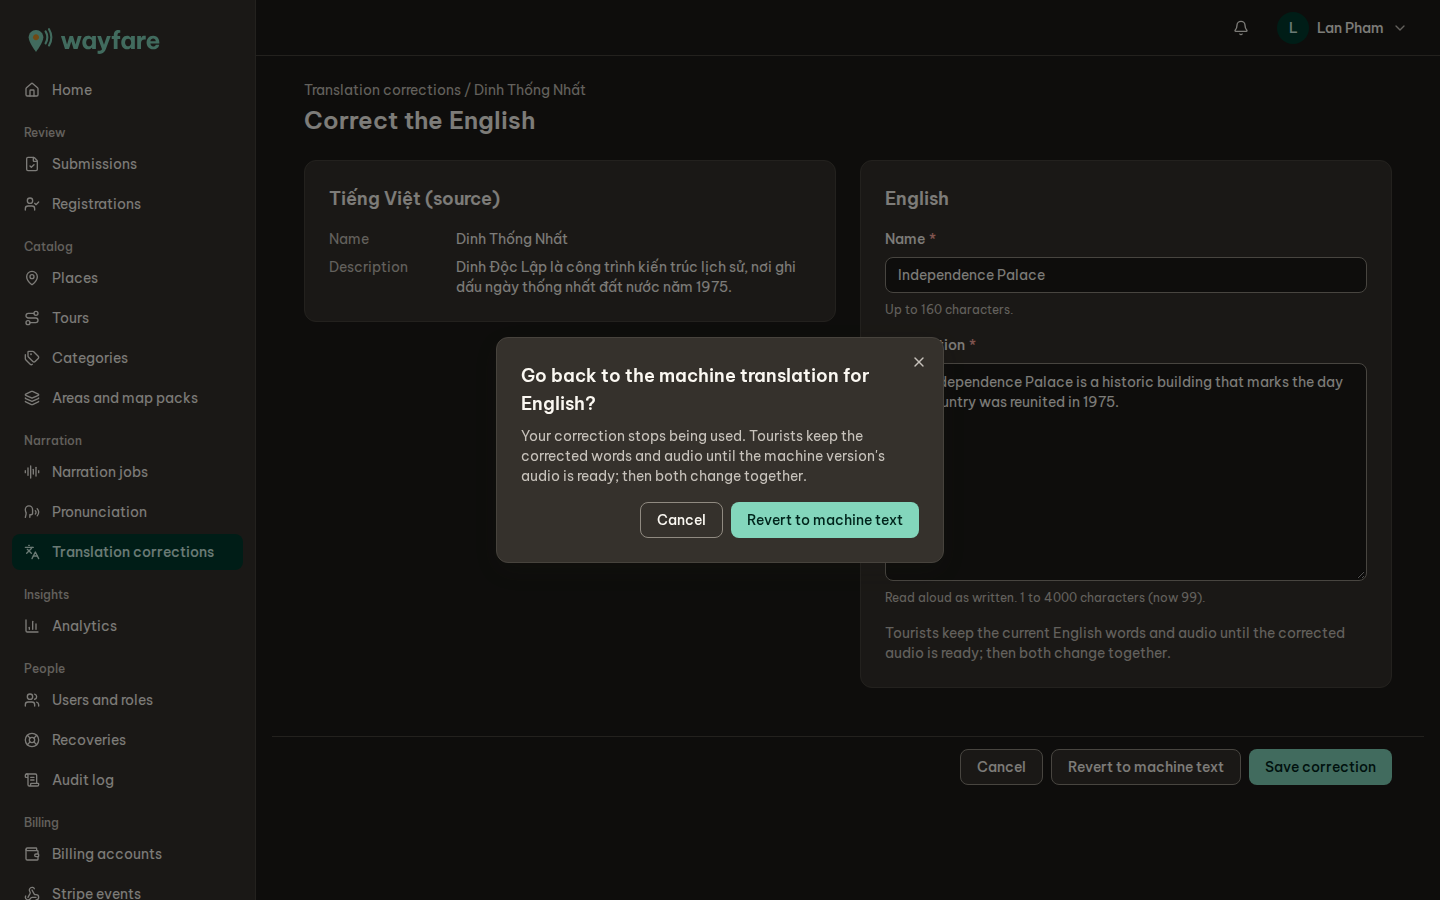 wayfare
L
Lan Pham
Home
Review
Submissions
Registrations
Catalog
Places
Tours
Categories
Areas and map packs
Narration
Narration jobs
Pronunciation
Translation corrections
Insights
Analytics
People
Users and roles
Recoveries
Audit log
Billing
Billing accounts
Stripe events
Translation corrections / Dinh Thống Nhất
Correct the English
Tiếng Việt (source)
Name
Dinh Thống Nhất
Description
Dinh Độc Lập là công trình kiến trúc lịch sử, nơi ghi
dấu ngày thống nhất đất nước năm 1975.
English
Name *
Independence Palace
Up to 160 characters.
tion *
dependence Palace is a historic building that marks the day
untry was reunited in 1975.
Read aloud as written. 1 to 4000 characters (now 99).
Tourists keep the current English words and audio until the corrected
audio is ready; then both change together.
Go back to the machine translation for
English?
Your correction stops being used. Tourists keep the
corrected words and audio until the machine version's
audio is ready; then both change together.
Cancel
Revert to machine text
Cancel
Revert to machine text
Save correction